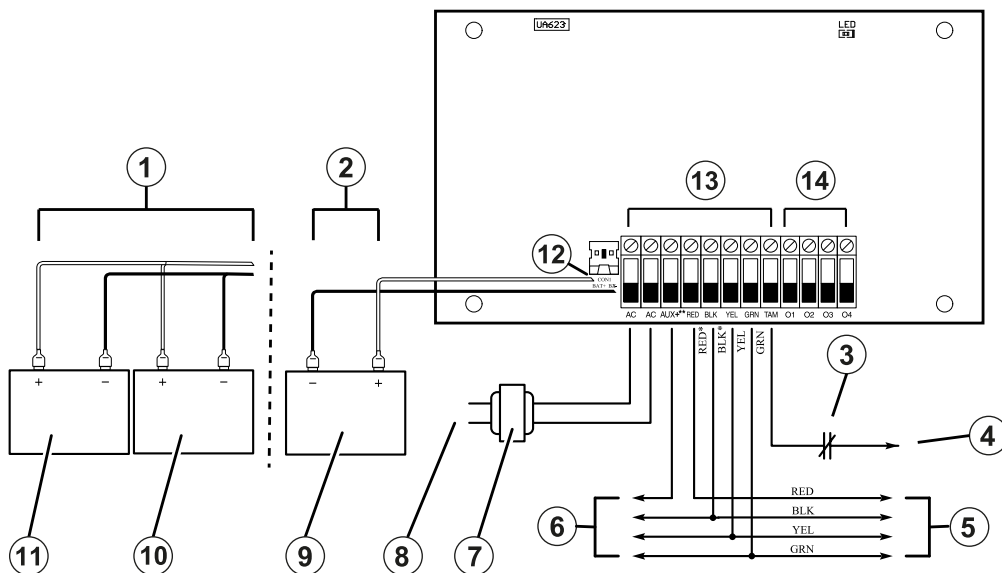 UA623
LED
1
2
13
14
12
CON1
BAT+ B
AC AC AUX+** RED BLK YEL GRN TAM O1 O2 O3 O4
RED* BLK* YEL GRN
3
+ - + -
- +
4
RED
BLK
YEL
GRN
6
5
11
10
9
8
7